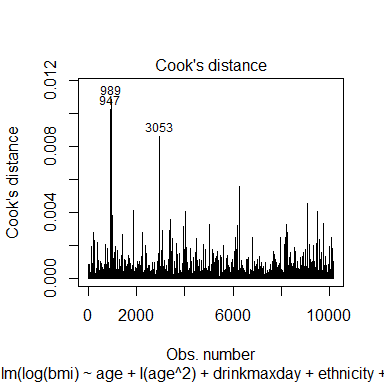 Cook's distance
0.012
0.008
0.004
0.000
Cook's distance
989
947
3053
0
2000
6000
10000
Obs. number
lm(log(bmi) ~ age + I(age^2) + drinkmaxday + ethnicity +